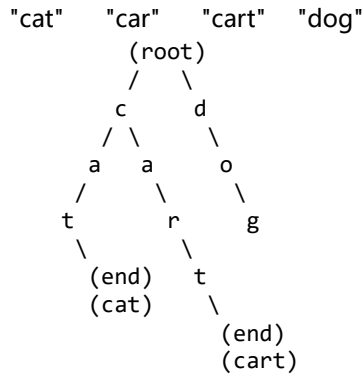 "cat" "car" "cart" "dog"
(root)
/ \
c d
/ \ \
a a o
/ \ \
t r g
\ \
(end) t
(cat) \
(end)
(cart)